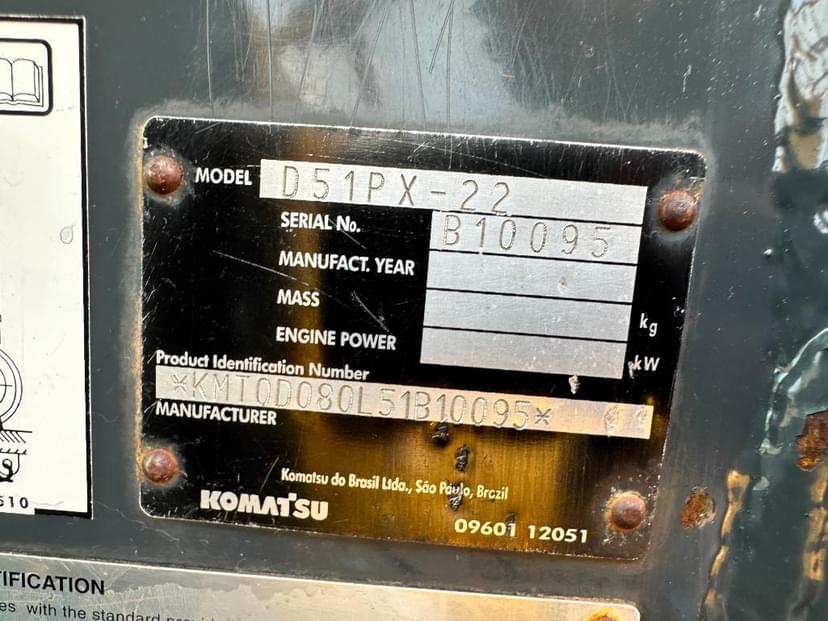 MODEL D51PX-22
SERIAL No. B10095
MANUFACT. YEAR
MASS kg
ENGINE POWER kW
Product Identification Number
*KMT0D080L51B10095*
MANUFACTURER
Komatsu do Brasil Ltda., São Paulo, Brazil
KOMATSU
09601 12051
510
TIFICATION
with the standard